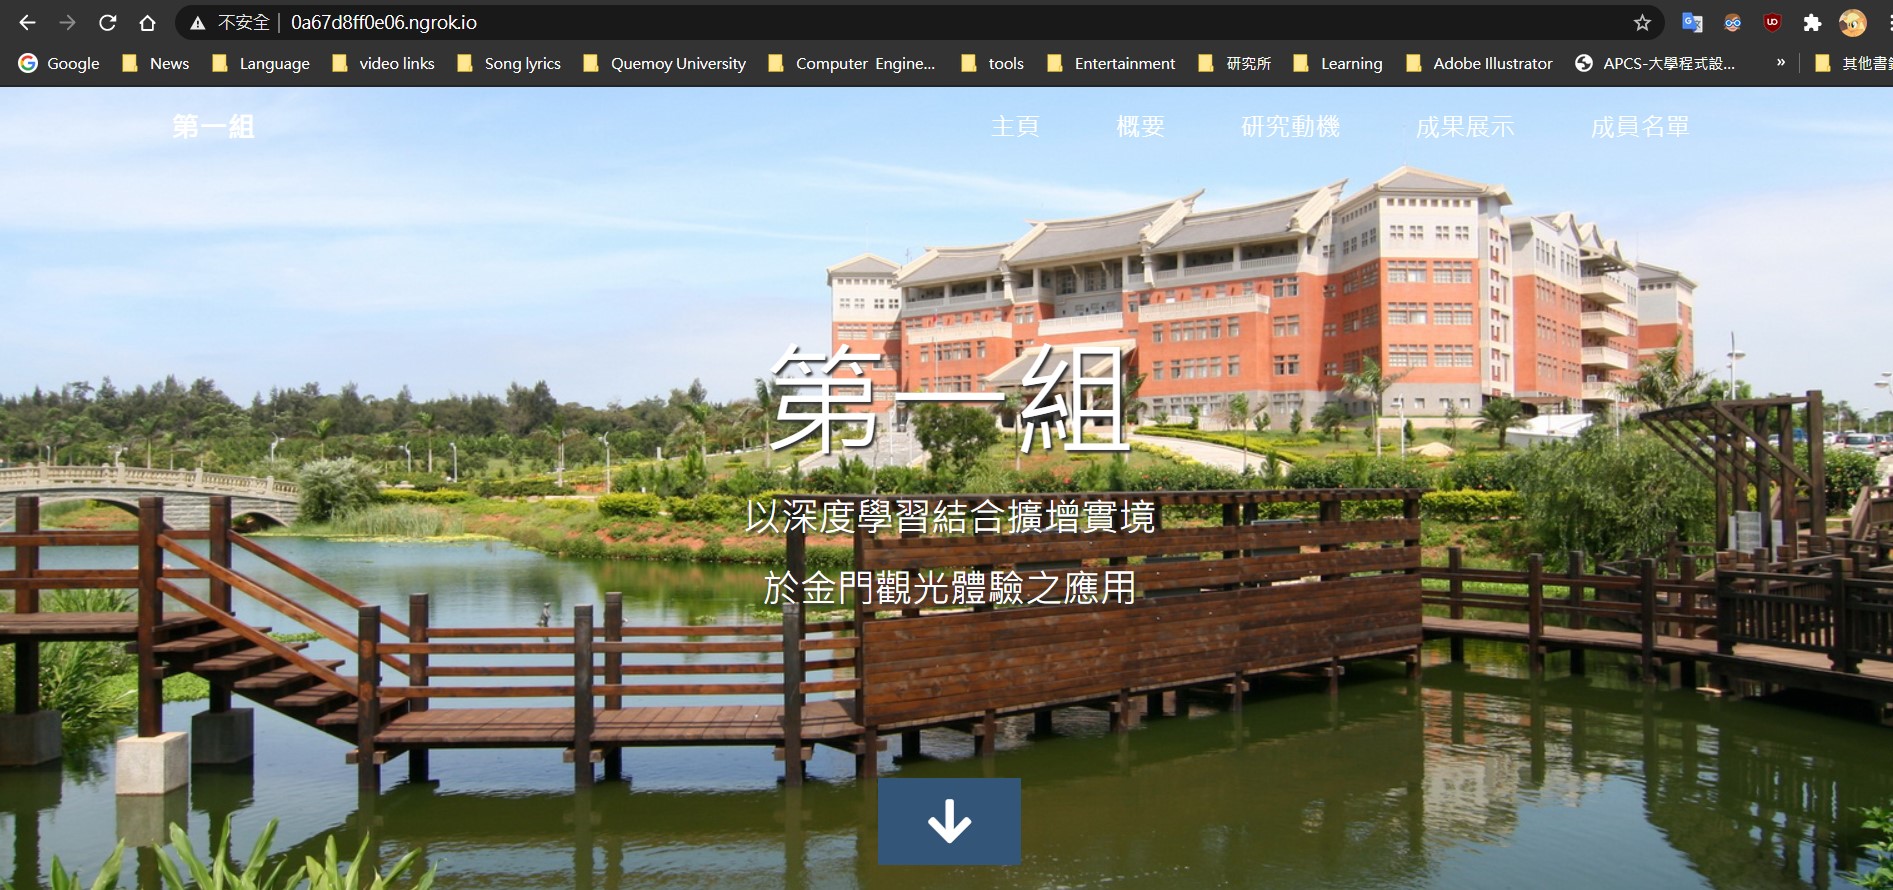 不安全 | 0a67d8ff0e06.ngrok.io
Google News Language video links Song lyrics Quemoy University Computer Engine... tools Entertainment 研究所 Learning Adobe Illustrator APCS-大學程式設... » 其他書籤
第一組 主頁 概要 研究動機 成果展示 成員名單
第一組
以深度學習結合擴增實境
於金門觀光體驗之應用